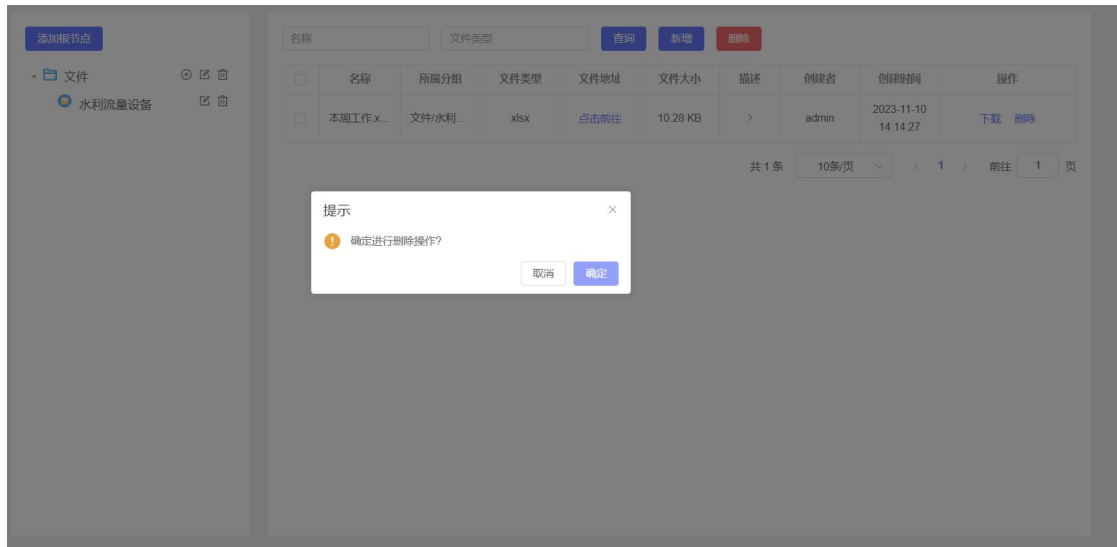 添加根节点
文件
水利流量设备
名称 文件类型 查询 新增 删除
名称 所属分组 文件类型 文件地址 文件大小 描述 创建者 创建时间 操作
本周工作.x... 文件/水利... xlsx 点击前往 10.28 KB admin 2023-11-10 14:14:27 下载 删除
共 1 条 10条/页 1 前往 1 页
提示
确定进行删除操作?
取消 确定